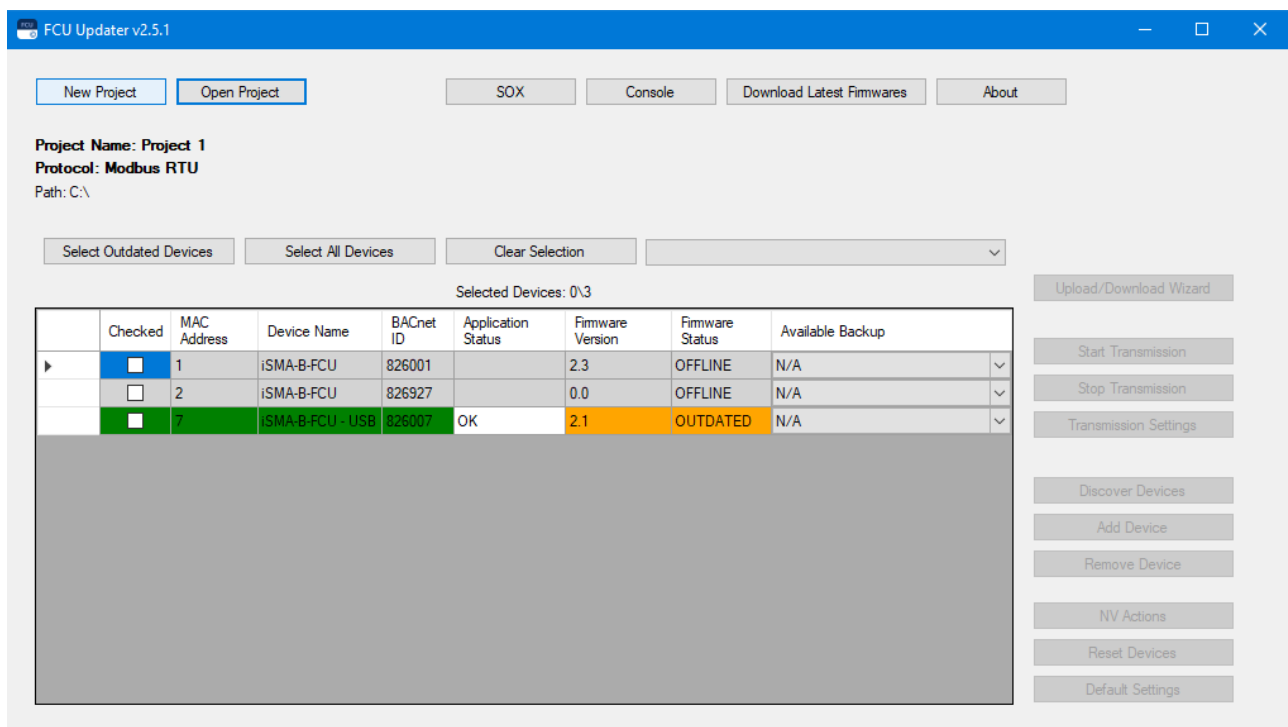 FCU
FCU Updater v2.5.1
New Project Open Project SOX Console Download Latest Firmwares About
Project Name: Project 1
Protocol: Modbus RTU
Path: C:\
Select Outdated Devices Select All Devices Clear Selection
Upload/Download Wizard
Selected Devices: 0\3
Checked MAC Address Device Name BACnet ID Application Status Firmware Version Firmware Status Available Backup
1 iSMA-B-FCU 826001 2.3 OFFLINE N/A
2 iSMA-B-FCU 826927 0.0 OFFLINE N/A
7 iSMA-B-FCU - USB 826007 OK 2.1 OUTDATED N/A
Start Transmission
Stop Transmission
Transmission Settings
Discover Devices
Add Device
Remove Device
NV Actions
Reset Devices
Default Settings